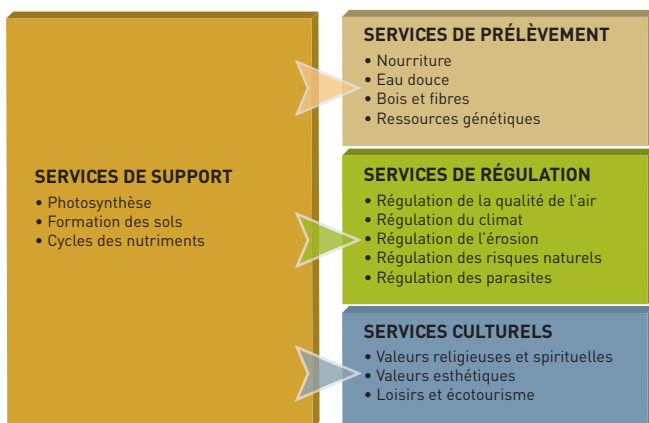 SERVICES DE SUPPORT
• Photosynthèse
• Formation des sols
• Cycles des nutriments
SERVICES DE PRÉLÈVEMENT
• Nourriture
• Eau douce
• Bois et fibres
• Ressources génétiques
SERVICES DE RÉGULATION
• Régulation de la qualité de l'air
• Régulation du climat
• Régulation de l'érosion
• Régulation des risques naturels
• Régulation des parasites
SERVICES CULTURELS
• Valeurs religieuses et spirituelles
• Valeurs esthétiques
• Loisirs et écotourisme